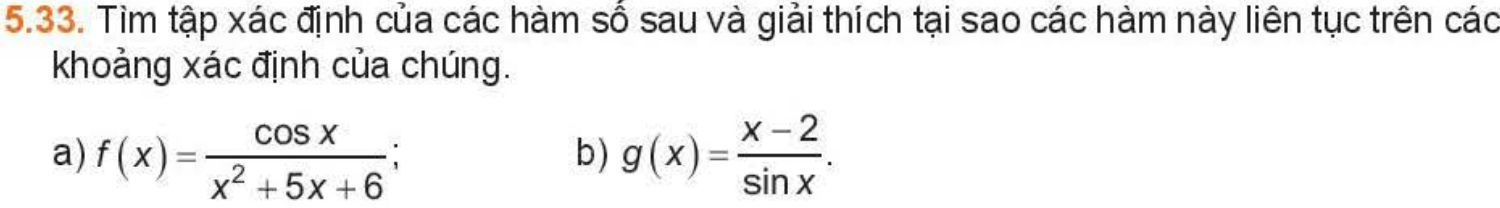 5.33. Tìm tập xác định của các hàm số sau và giải thích tại sao các hàm này liên tục trên các
khoảng xác định của chúng.
a) f(x) = cos x / (x² + 5x + 6); b) g(x) = (x − 2) / sin x.